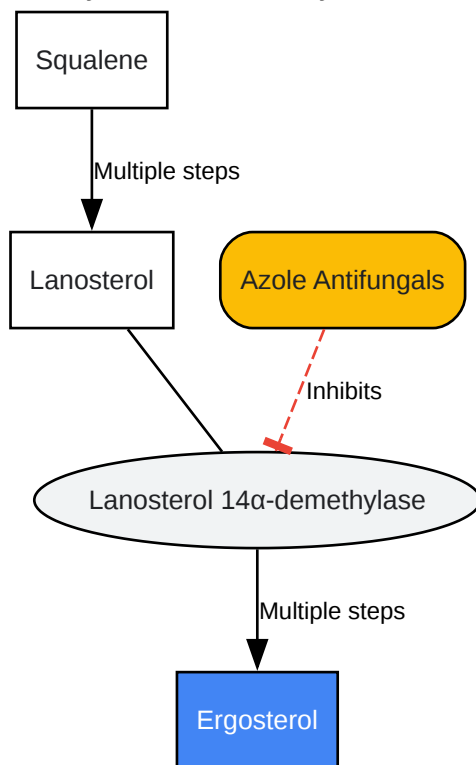 Squalene
Multiple steps
Lanosterol
Azole Antifungals
Inhibits
Lanosterol 14α-demethylase
Multiple steps
Ergosterol